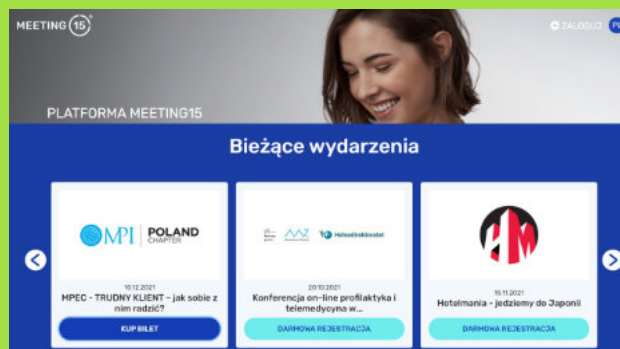 MEETING 15
ZALOGUJ
PLATFORMA MEETING15
Bieżące wydarzenia
MPI POLAND
CHAPTER
Helsedirektoratet
HM
10.12.2021
MPEC - TRUDNY KLIENT – jak sobie z
nim radzić?
KUP BILET
20.10.2021
Konferencja on-line profilaktyka i
telemedycyna w...
DARMOWA REJESTRACJA
15.11.2021
Hotelmania - jedziemy do Japonii
DARMOWA REJESTRACJA